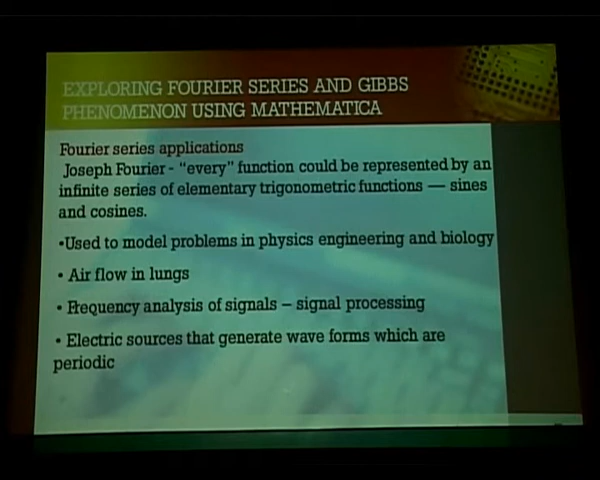 EXPLORING FOURIER SERIES AND GIBBS
PHENOMENON USING MATHEMATICA
Fourier series applications
Joseph Fourier - "every" function could be represented by an
infinite series of elementary trigonometric functions — sines
and cosines.
•Used to model problems in physics engineering and biology
• Air flow in lungs
• Frequency analysis of signals – signal processing
• Electric sources that generate wave forms which are
periodic